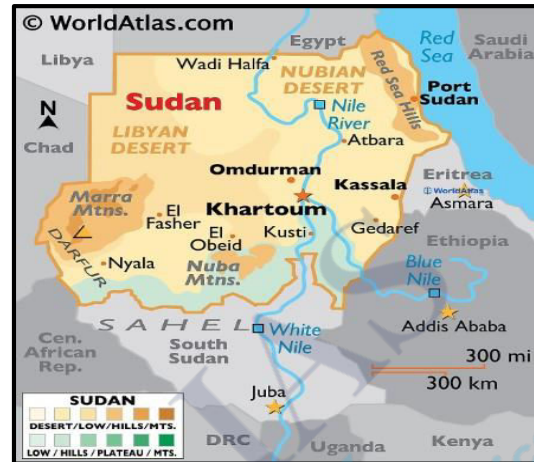 © WorldAtlas.com
Egypt
Red
Sea
Saudi
Arabia
Libya
Wadi Halfa
NUBIAN
DESERT
Red Sea Hills
Port
Sudan
Sudan
N
Nile
River
LIBYAN
DESERT
Atbara
Chad
Omdurman
Eritrea
WorldAtlas
Asmara
Marra
Mtns.
Khartoum
Kassala
El
Fasher
El
Obeid
Kusti
Gedaref
Ethiopia
DARFUR
Nyala
Nuba
Mtns.
Blue
Nile
SAHEL
White
Nile
Addis Ababa
Cen.
African
Rep.
South
Sudan
300 mi
300 km
SUDAN
DESERT/LOW/HILLS/MTS.
LOW / HILLS / PLATEAU / MTS.
Juba
DRC
Uganda
Kenya